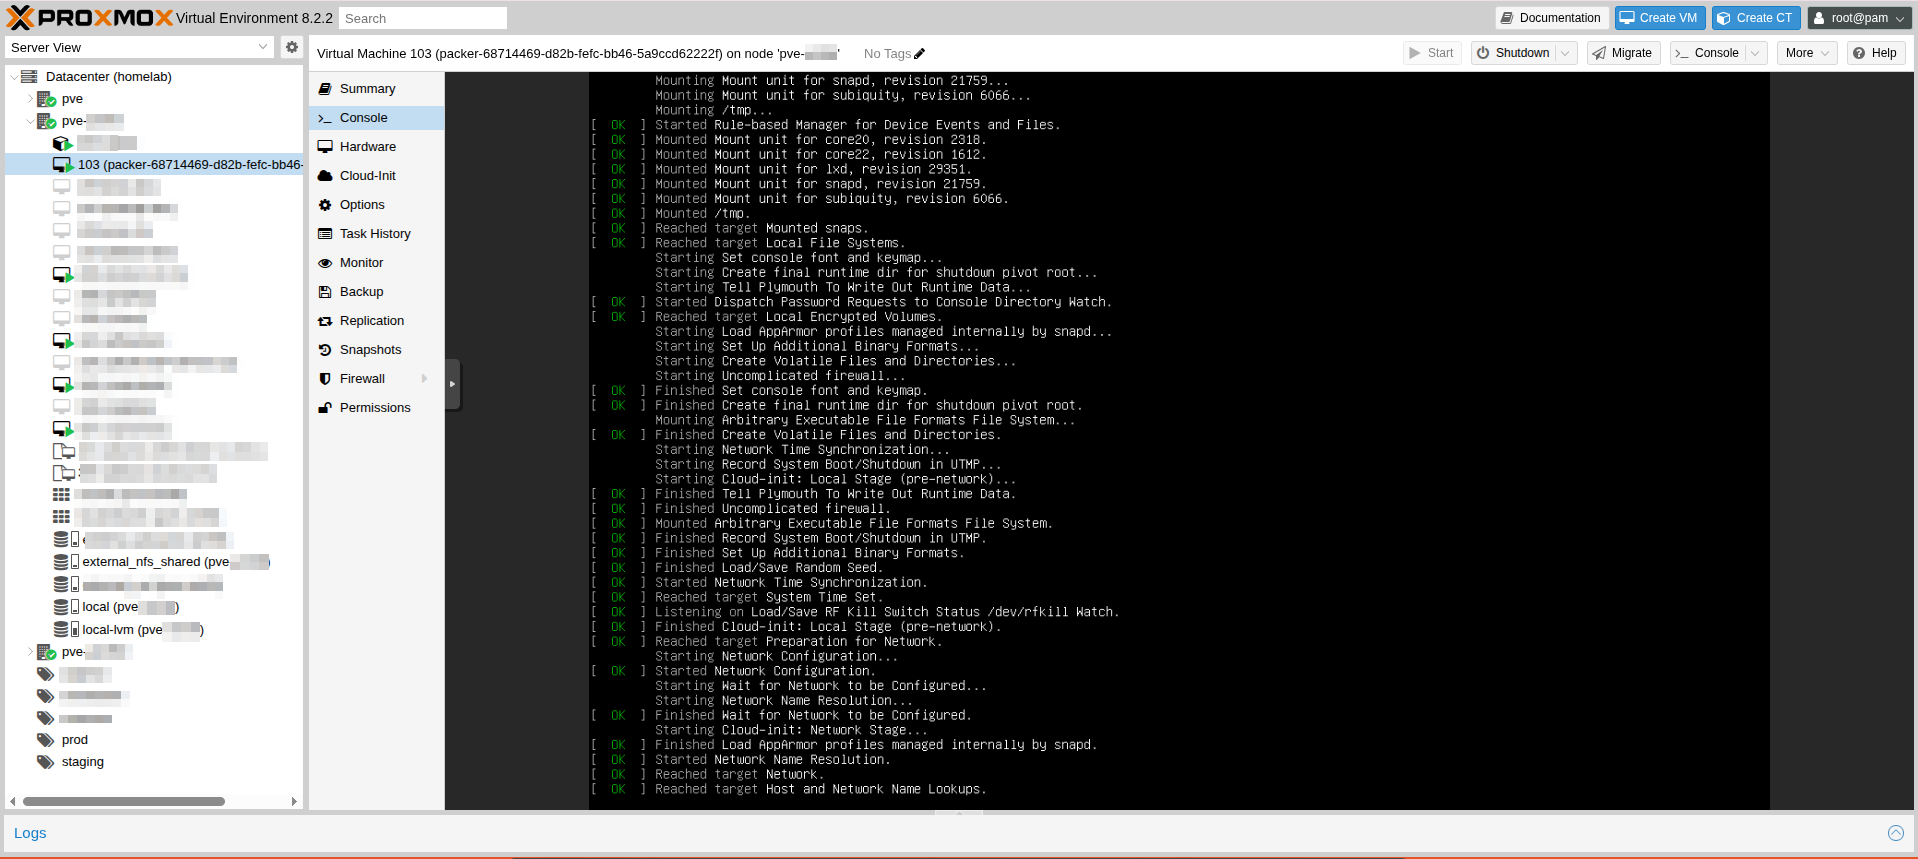 PROXMOX Virtual Environment 8.2.2 Search Documentation Create VM Create CT root@pam
Server View
Virtual Machine 103 (packer-68714469-d82b-fefc-bb46-5a9ccd62222f) on node 'pve-    ' No Tags Start Shutdown Migrate >_ Console More Help
Datacenter (homelab)
pve
pve-
103 (packer-68714469-d82b-fefc-bb46-
external_nfs_shared (pve    )
local (pve    )
local-lvm (pve    )
pve-
prod
staging
Summary
>_ Console
Hardware
Cloud-Init
Options
Task History
Monitor
Backup
Replication
Snapshots
Firewall
Permissions
Mounting Mount unit for snapd, revision 21759...
Mounting Mount unit for subiquity, revision 6066...
Mounting /tmp...
[  OK  ] Started Rule-based Manager for Device Events and Files.
[  OK  ] Mounted Mount unit for core20, revision 2318.
[  OK  ] Mounted Mount unit for core22, revision 1612.
[  OK  ] Mounted Mount unit for lxd, revision 29351.
[  OK  ] Mounted Mount unit for snapd, revision 21759.
[  OK  ] Mounted Mount unit for subiquity, revision 6066.
[  OK  ] Mounted /tmp.
[  OK  ] Reached target Mounted snaps.
[  OK  ] Reached target Local File Systems.
Starting Set console font and keymap...
Starting Create final runtime dir for shutdown pivot root...
Starting Tell Plymouth To Write Out Runtime Data...
[  OK  ] Started Dispatch Password Requests to Console Directory Watch.
[  OK  ] Reached target Local Encrypted Volumes.
Starting Load AppArmor profiles managed internally by snapd...
Starting Set Up Additional Binary Formats...
Starting Create Volatile Files and Directories...
Starting Uncomplicated firewall...
[  OK  ] Finished Set console font and keymap.
[  OK  ] Finished Create final runtime dir for shutdown pivot root.
Mounting Arbitrary Executable File Formats File System...
[  OK  ] Finished Create Volatile Files and Directories.
Starting Network Time Synchronization...
Starting Record System Boot/Shutdown in UTMP...
Starting Cloud-init: Local Stage (pre-network)...
[  OK  ] Finished Tell Plymouth To Write Out Runtime Data.
[  OK  ] Finished Uncomplicated firewall.
[  OK  ] Mounted Arbitrary Executable File Formats File System.
[  OK  ] Finished Record System Boot/Shutdown in UTMP.
[  OK  ] Finished Set Up Additional Binary Formats.
[  OK  ] Finished Load/Save Random Seed.
[  OK  ] Started Network Time Synchronization.
[  OK  ] Reached target System Time Set.
[  OK  ] Listening on Load/Save RF Kill Switch Status /dev/rfkill Watch.
[  OK  ] Finished Cloud-init: Local Stage (pre-network).
[  OK  ] Reached target Preparation for Network.
Starting Network Configuration...
[  OK  ] Started Network Configuration.
Starting Wait for Network to be Configured...
Starting Network Name Resolution...
[  OK  ] Finished Wait for Network to be Configured.
Starting Cloud-init: Network Stage...
[  OK  ] Finished Load AppArmor profiles managed internally by snapd.
[  OK  ] Started Network Name Resolution.
[  OK  ] Reached target Network.
[  OK  ] Reached target Host and Network Name Lookups.
Logs